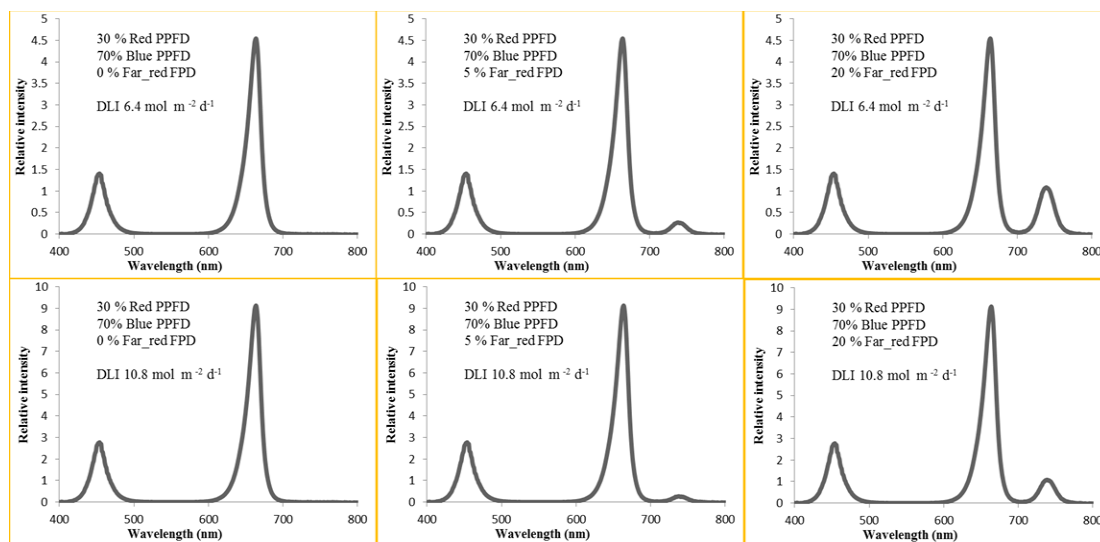 5
4.5
4
3.5
3
2.5
2
1.5
1
0.5
0
400 500 600 700 800
Wavelength (nm)
Relative intensity
30 % Red PPFD
70% Blue PPFD
0 % Far_red FPD
DLI 6.4 mol m -2 d-1
5
4.5
4
3.5
3
2.5
2
1.5
1
0.5
0
400 500 600 700 800
Wavelength (nm)
Relative intensity
30 % Red PPFD
70% Blue PPFD
5 % Far_red FPD
DLI 6.4 mol m -2 d-1
5
4.5
4
3.5
3
2.5
2
1.5
1
0.5
0
400 500 600 700 800
Wavelength (nm)
Relative intensity
30 % Red PPFD
70% Blue PPFD
20 % Far_red FPD
DLI 6.4 mol m -2 d-1
10
9
8
7
6
5
4
3
2
1
0
400 500 600 700 800
Wavelength (nm)
Relative intensity
30 % Red PPFD
70% Blue PPFD
0 % Far_red FPD
DLI 10.8 mol m -2 d-1
10
9
8
7
6
5
4
3
2
1
0
400 500 600 700 800
Wavelength (nm)
Relative intensity
30 % Red PPFD
70% Blue PPFD
5 % Far_red FPD
DLI 10.8 mol m -2 d-1
10
9
8
7
6
5
4
3
2
1
0
400 500 600 700 800
Wavelength (nm)
Relative intensity
30 % Red PPFD
70% Blue PPFD
20 % Far_red FPD
DLI 10.8 mol m -2 d-1